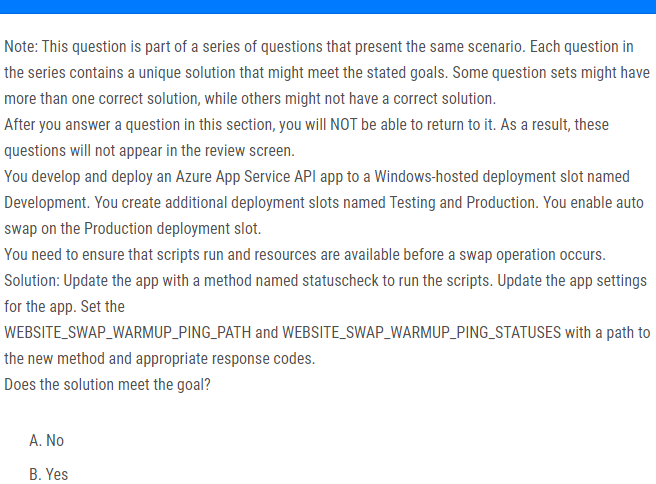 Note: This question is part of a series of questions that present the same scenario. Each question in
the series contains a unique solution that might meet the stated goals. Some question sets might have
more than one correct solution, while others might not have a correct solution.
After you answer a question in this section, you will NOT be able to return to it. As a result, these
questions will not appear in the review screen.
You develop and deploy an Azure App Service API app to a Windows-hosted deployment slot named
Development. You create additional deployment slots named Testing and Production. You enable auto
swap on the Production deployment slot.
You need to ensure that scripts run and resources are available before a swap operation occurs.
Solution: Update the app with a method named statuscheck to run the scripts. Update the app settings
for the app. Set the
WEBSITE_SWAP_WARMUP_PING_PATH and WEBSITE_SWAP_WARMUP_PING_STATUSES with a path to
the new method and appropriate response codes.
Does the solution meet the goal?
A. No
B. Yes